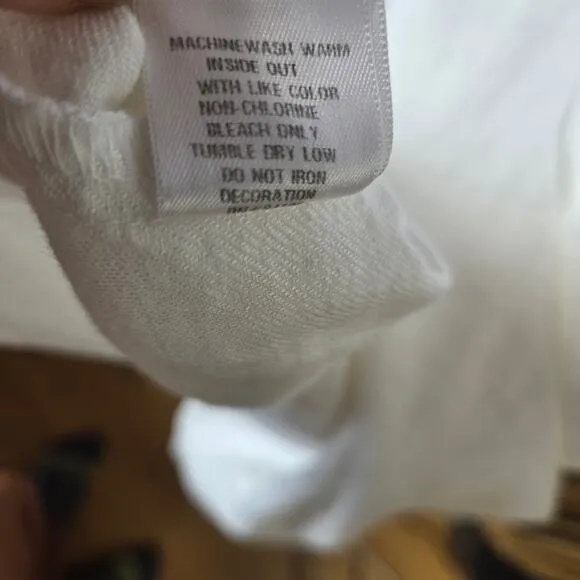 MACHINEWASH WARM
INSIDE OUT
WITH LIKE COLOR
NON-CHLORINE
BLEACH ONLY
TUMBLE DRY LOW
DO NOT IRON
DECORATION